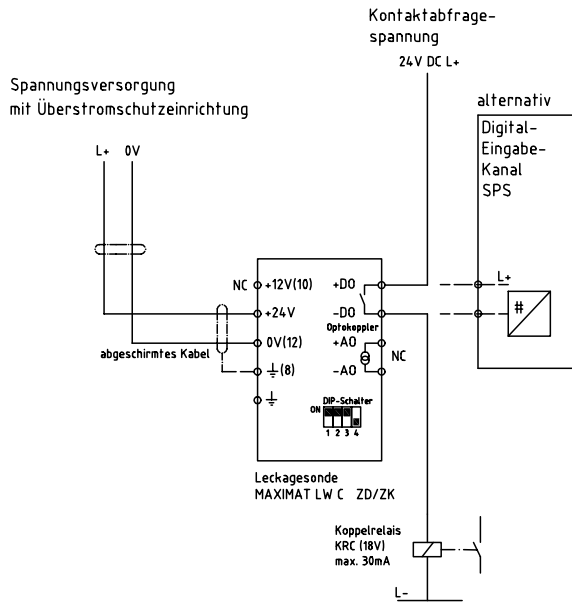 Kontaktabfrage-
spannung
24V DC L+
Spannungsversorgung
mit Überstromschutzeinrichtung
L+ 0V
alternativ
Digital-
Eingabe-
Kanal
SPS
L+
#
NC +12V(10) +DO
+24V -DO
Optokoppler
0V(12) +AO
abgeschirmtes Kabel
NC
(8) -AO
DIP-Schalter
ON
1 2 3 4
Leckagesonde
MAXIMAT LW C ZD/ZK
Koppelrelais
KRC (18V)
max. 30mA
L-